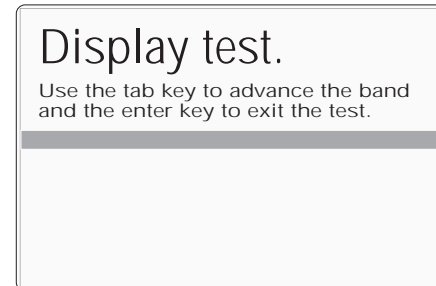 Display test.
Use the tab key to advance the band
and the enter key to exit the test.